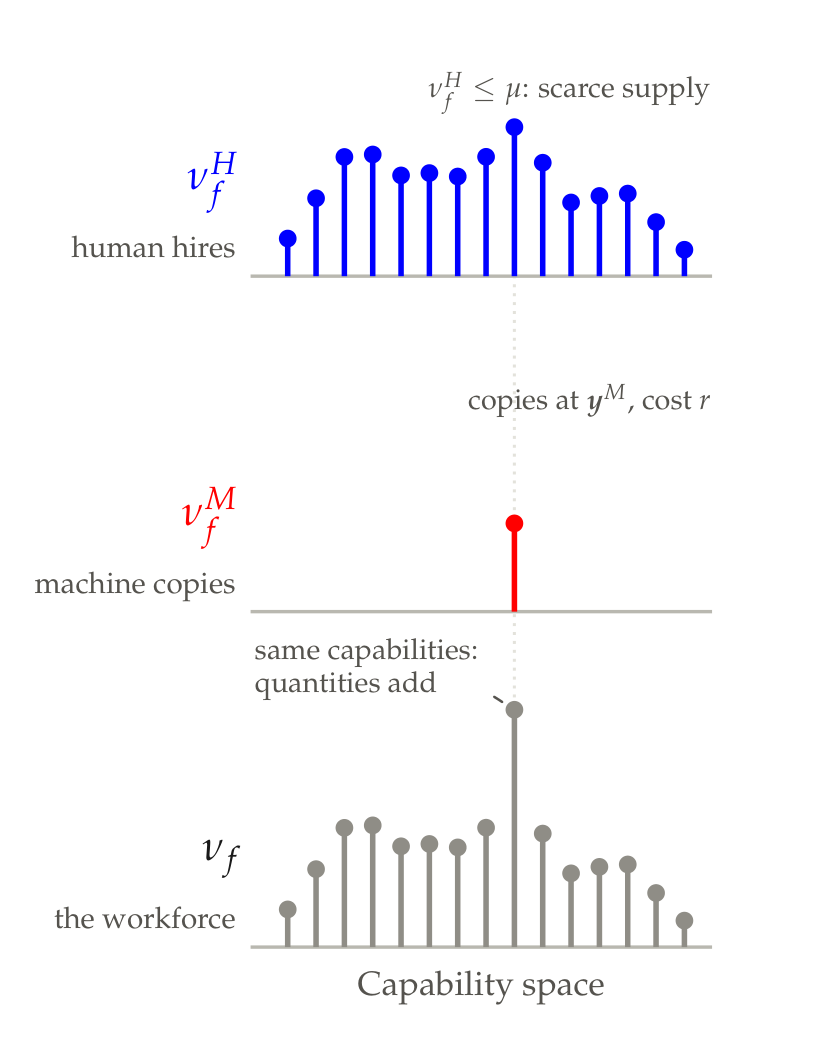 ν_f^H ≤ μ: scarce supply
ν_f^H
human hires
copies at y^M, cost r
ν_f^M
machine copies
same capabilities:
quantities add
ν_f
the workforce
Capability space